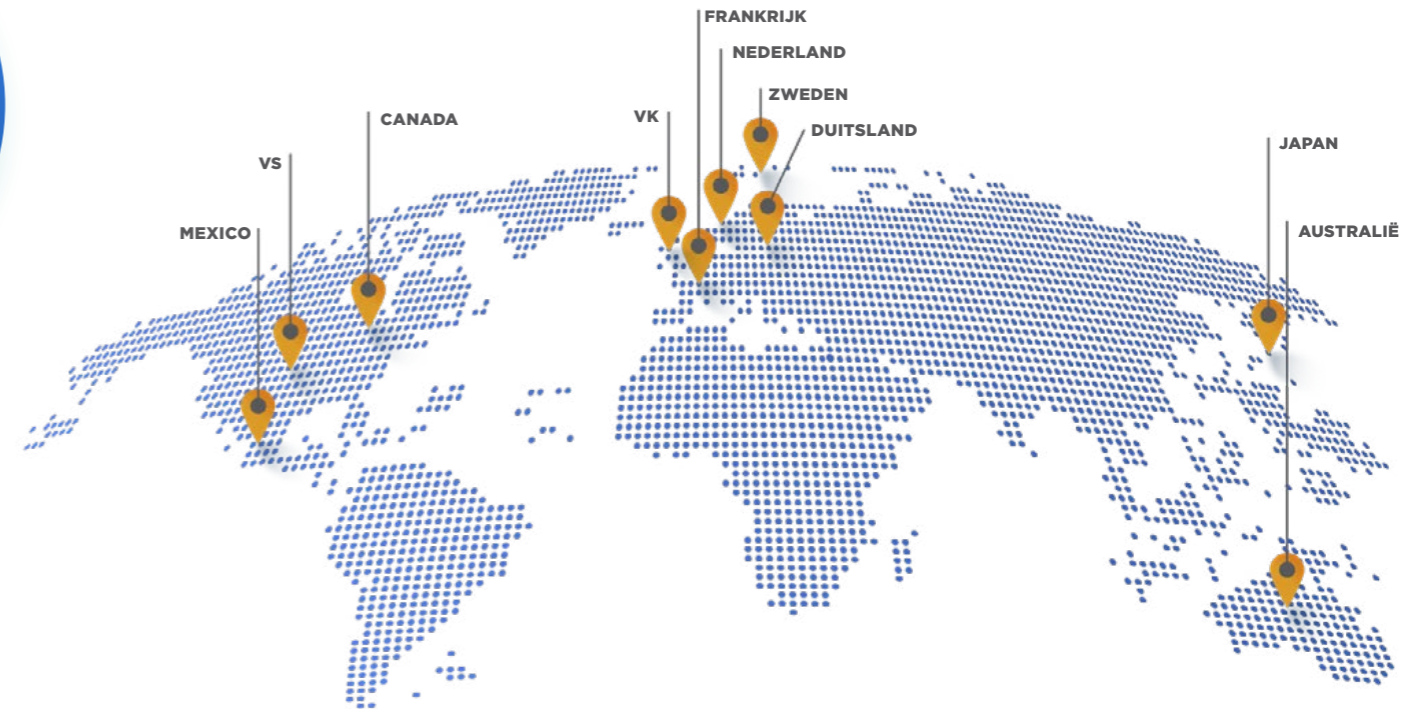 FRANKRIJK
NEDERLAND
ZWEDEN
VK
CANADA
DUITSLAND
JAPAN
VS
MEXICO
AUSTRALIË